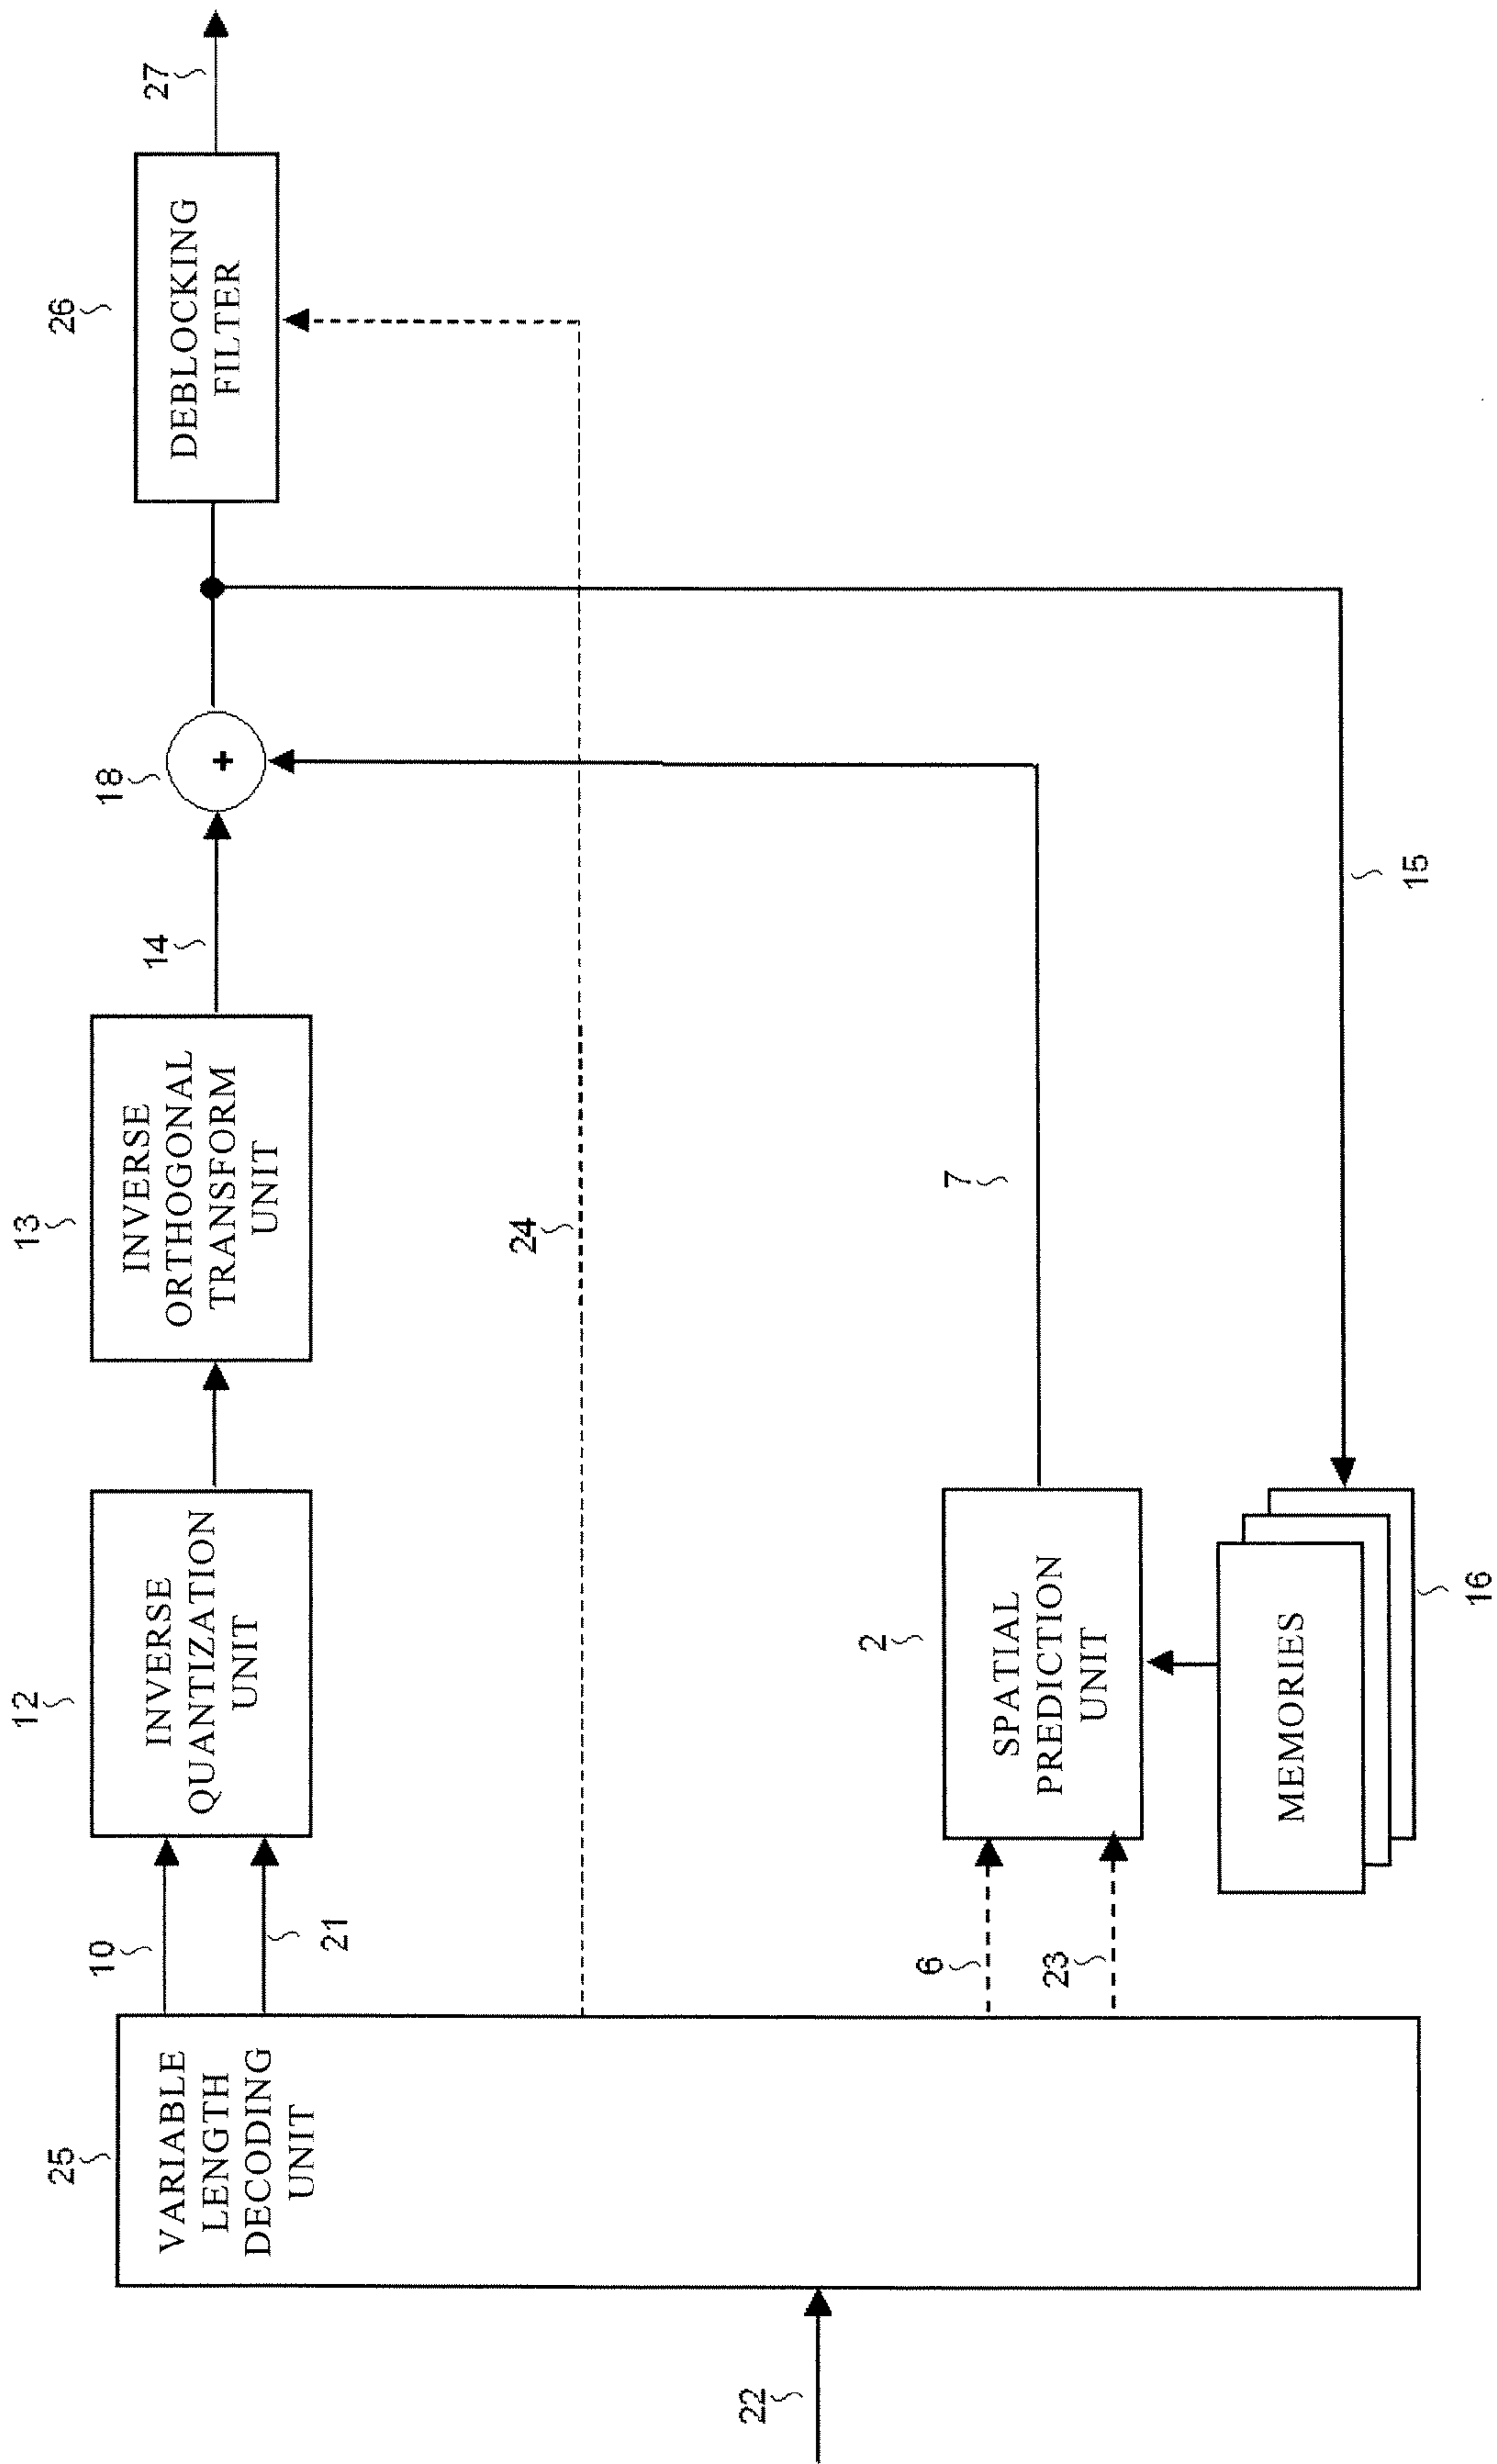 25
VARIABLE
LENGTH
DECODING
UNIT
22
10
21
12
INVERSE
QUANTIZATION
UNIT
13
INVERSE
ORTHOGONAL
TRANSFORM
UNIT
14
18
+
26
DEBLOCKING
FILTER
27
24
6
23
2
SPATIAL
PREDICTION
UNIT
7
MEMORIES
16
15